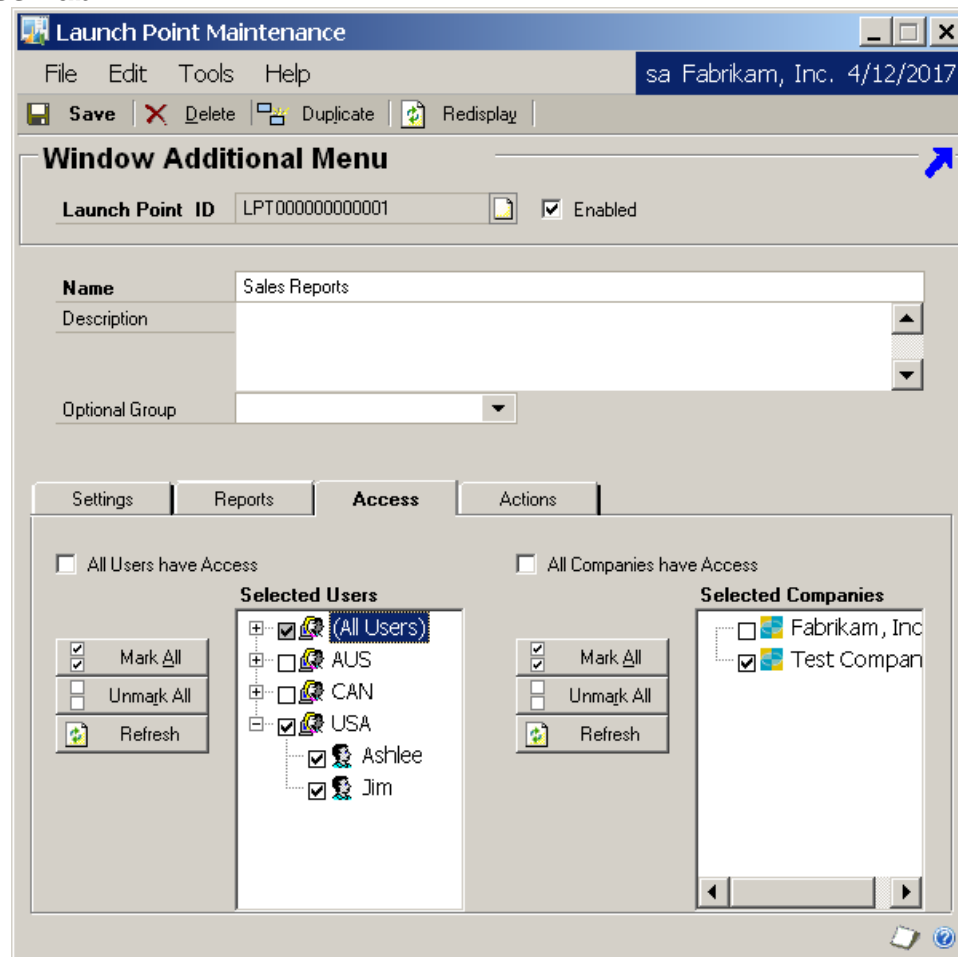 Launch Point Maintenance
File Edit Tools Help sa Fabrikam, Inc. 4/12/2017
Save Delete Duplicate Redisplay
Window Additional Menu
Launch Point ID LPT000000000001 Enabled
Name Sales Reports
Description
Optional Group
Settings Reports Access Actions
All Users have Access All Companies have Access
Selected Users Selected Companies
(All Users) Fabrikam, Inc
Mark All AUS Mark All Test Compan
Unmark All CAN Unmark All
Refresh USA Refresh
Ashlee
Jim